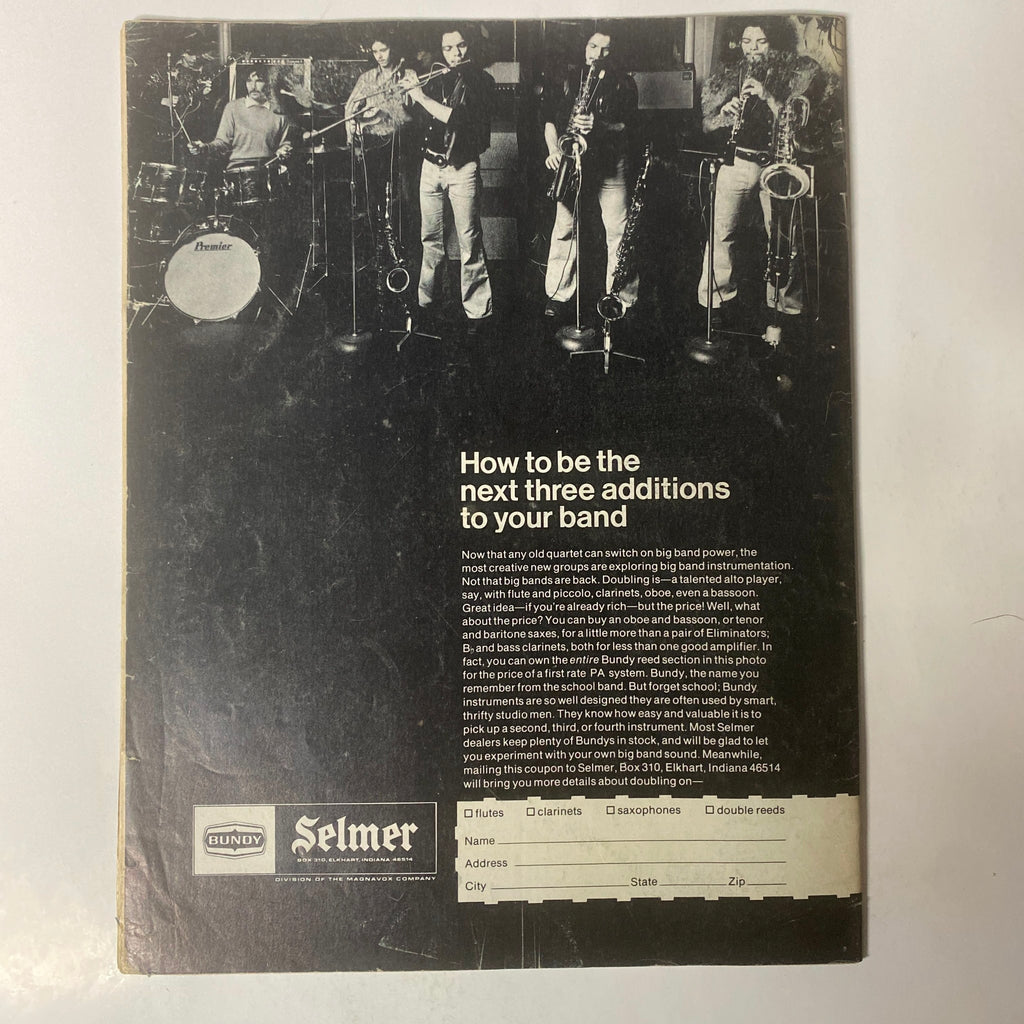 Premier
How to be the
next three additions
to your band
Now that any old quartet can switch on big band power, the
most creative new groups are exploring big band instrumentation.
Not that big bands are back. Doubling is—a talented alto player,
say, with flute and piccolo, clarinets, oboe, even a bassoon.
Great idea—if you're already rich—but the price! Well, what
about the price? You can buy an oboe and bassoon, or tenor
and baritone saxes, for a little more than a pair of Eliminators;
B♭ and bass clarinets, both for less than one good amplifier. In
fact, you can own the entire Bundy reed section in this photo
for the price of a first rate PA system. Bundy, the name you
remember from the school band. But forget school; Bundy
instruments are so well designed they are often used by smart,
thrifty studio men. They know how easy and valuable it is to
pick up a second, third, or fourth instrument. Most Selmer
dealers keep plenty of Bundys in stock, and will be glad to let
you experiment with your own big band sound. Meanwhile,
mailing this coupon to Selmer, Box 310, Elkhart, Indiana 46514
will bring you more details about doubling on—
☐ flutes ☐ clarinets ☐ saxophones ☐ double reeds
Name
Address
City State Zip
BUNDY
Selmer
BOX 310, ELKHART, INDIANA 46514
DIVISION OF THE MAGNAVOX COMPANY